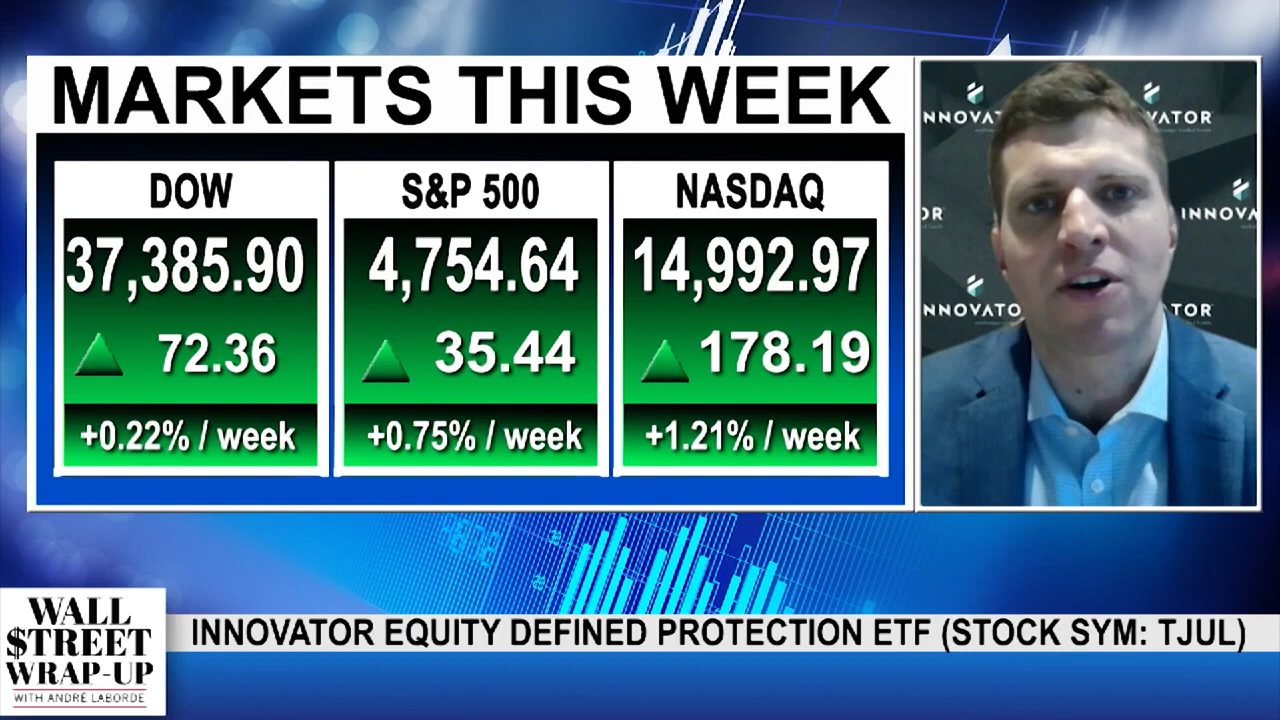 MARKETS THIS WEEK
DOW
37,385.90
72.36
+0.22% / week
S&P 500
4,754.64
35.44
+0.75% / week
NASDAQ
14,992.97
178.19
+1.21% / week
INNOVATOR
INNOVATOR
INNOVATOR
INNOVATOR
WALL
$TREET
WRAP-UP
WITH ANDRÉ LABORDE
INNOVATOR EQUITY DEFINED PROTECTION ETF (STOCK SYM: TJUL)